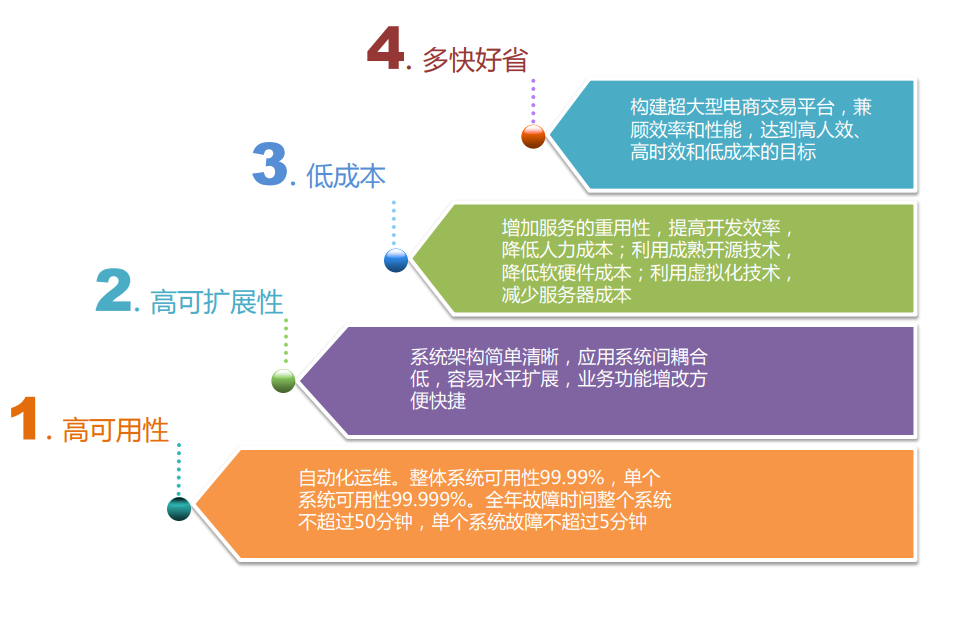 4. 多快好省
构建超大型电商交易平台，兼
顾效率和性能，达到高人效、
高时效和低成本的目标
3. 低成本
增加服务的重用性，提高开发效率，
降低人力成本；利用成熟开源技术，
降低软硬件成本；利用虚拟化技术，
减少服务器成本
2. 高可扩展性
系统架构简单清晰，应用系统间耦合
低，容易水平扩展，业务功能增改方
便快捷
1. 高可用性
自动化运维。整体系统可用性99.99%，单个
系统可用性99.999%。全年故障时间整个系统
不超过50分钟，单个系统故障不超过5分钟